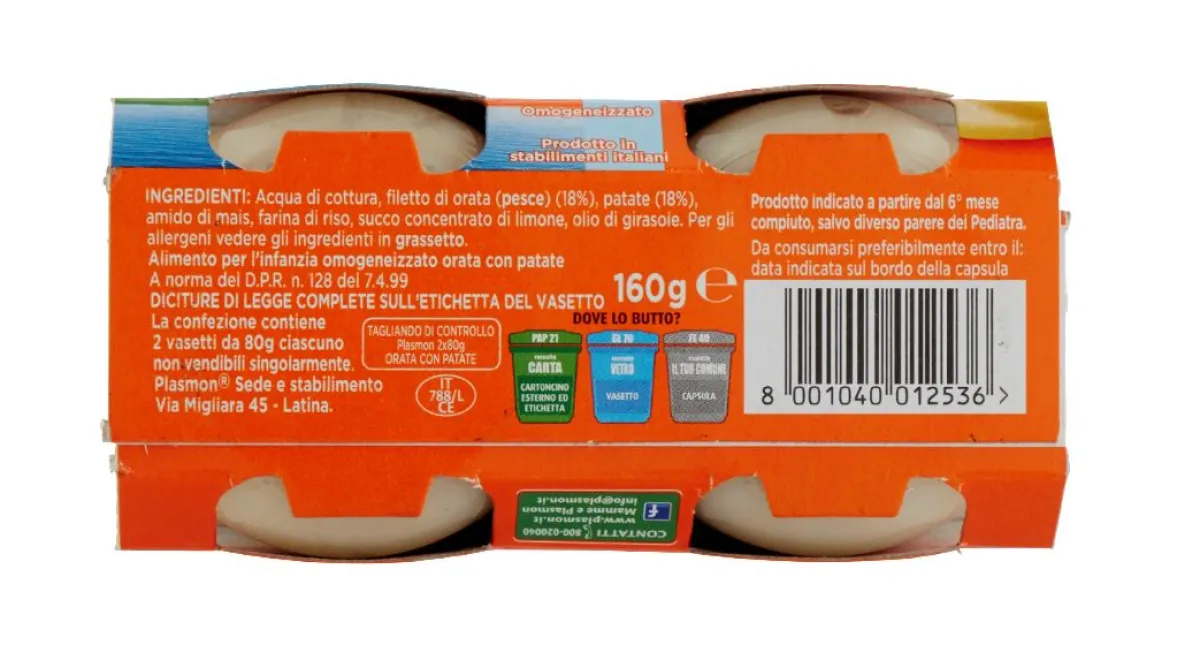 Omogeneizzato
Prodotto in
stabilimenti italiani
INGREDIENTI: Acqua di cottura, filetto di orata (pesce) (18%), patate (18%),
amido di mais, farina di riso, succo concentrato di limone, olio di girasole. Per gli
allergeni vedere gli ingredienti in grassetto.
Alimento per l'infanzia omogeneizzato orata con patate
A norma del D.P.R. n. 128 del 7.4.99
DICITURE DI LEGGE COMPLETE SULL'ETICHETTA DEL VASETTO
La confezione contiene
2 vasetti da 80g ciascuno
non vendibili singolarmente.
Plasmon® Sede e stabilimento
Via Migliara 45 - Latina.
TAGLIANDO DI CONTROLLO
Plasmon 2x80g
ORATA CON PATATE
IT
788/L
CE
160g ℮
DOVE LO BUTTO?
PAP 21
raccolta
CARTA
CARTONCINO
ESTERNO ED
ETICHETTA
GL 70
raccolta
VETRO
VASETTO
FE 40
IL TUO COMUNE
CAPSULA
Prodotto indicato a partire dal 6° mese
compiuto, salvo diverso parere del Pediatra.
Da consumarsi preferibilmente entro il:
data indicata sul bordo della capsula
8 001040 012536 >
CONTATTI 800-020040
www.plasmon.it
Mamme e Plasmon
info@plasmon.it